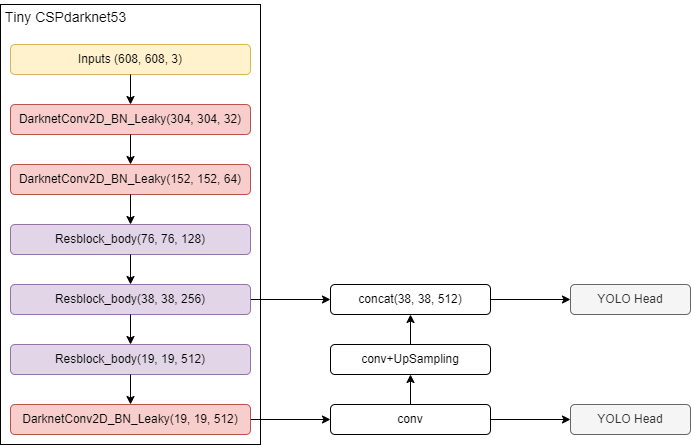 Tiny CSPdarknet53
Inputs (608, 608, 3)
DarknetConv2D_BN_Leaky(304, 304, 32)
DarknetConv2D_BN_Leaky(152, 152, 64)
Resblock_body(76, 76, 128)
Resblock_body(38, 38, 256)
concat(38, 38, 512)
YOLO Head
Resblock_body(19, 19, 512)
conv+UpSampling
DarknetConv2D_BN_Leaky(19, 19, 512)
conv
YOLO Head